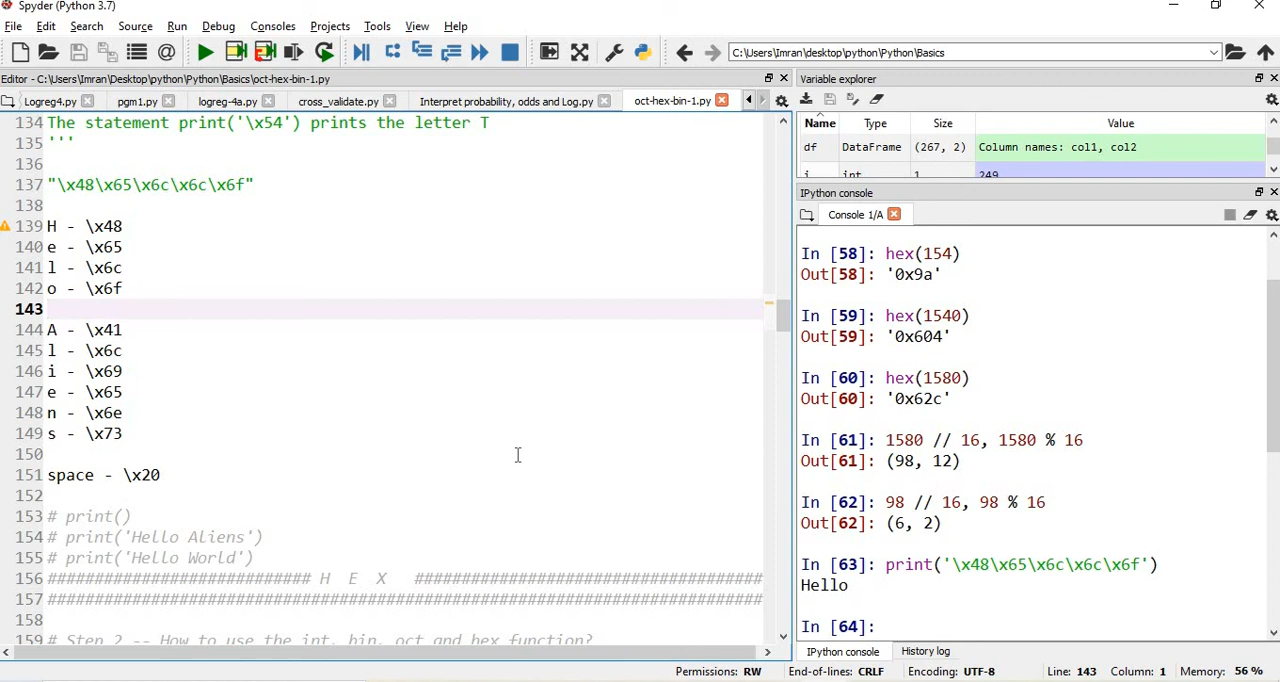 Spyder (Python 3.7)
File Edit Search Source Run Debug Consoles Projects Tools View Help
C:\Users\Imran\desktop\python\Python\Basics
Editor - C:\Users\Imran\Desktop\python\Python\Basics\oct-hex-bin-1.py
Logreg4.py pgm1.py logreg-4a.py cross_validate.py Interpret probability, odds and Log.py oct-hex-bin-1.py
134 The statement print('\x54') prints the letter T
135 '''
136
137 "\x48\x65\x6c\x6c\x6f"
138
139 H - \x48
140 e - \x65
141 l - \x6c
142 o - \x6f
143
144 A - \x41
145 l - \x6c
146 i - \x69
147 e - \x65
148 n - \x6e
149 s - \x73
150
151 space - \x20
152
153 # print()
154 # print('Hello Aliens')
155 # print('Hello World')
156 ############################ H E X #####################################
157 #############################################################################
158
159 # Step 2 -- How to use the int, bin, oct and hex function?
Variable explorer
Name Type Size Value
df DataFrame (267, 2) Column names: col1, col2
i int 1 249
IPython console
Console 1/A
In [58]: hex(154)
Out[58]: '0x9a'
In [59]: hex(1540)
Out[59]: '0x604'
In [60]: hex(1580)
Out[60]: '0x62c'
In [61]: 1580 // 16, 1580 % 16
Out[61]: (98, 12)
In [62]: 98 // 16, 98 % 16
Out[62]: (6, 2)
In [63]: print('\x48\x65\x6c\x6c\x6f')
Hello
In [64]:
IPython console History log
Permissions: RW End-of-lines: CRLF Encoding: UTF-8 Line: 143 Column: 1 Memory: 56 %